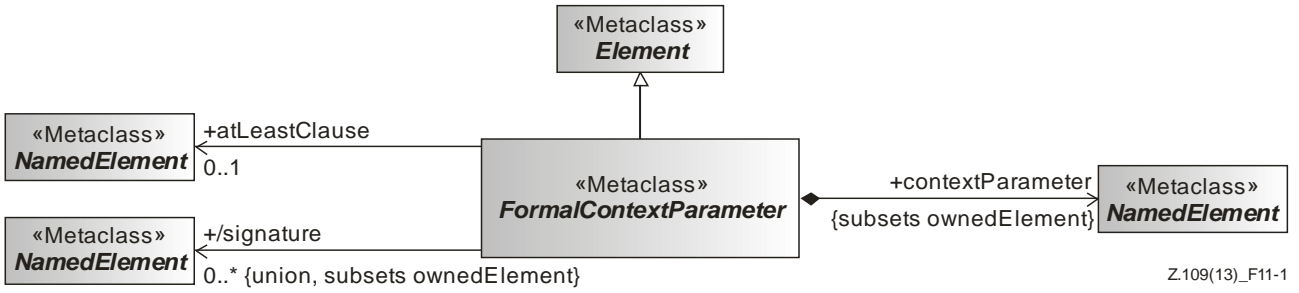 «Metaclass»
Element
«Metaclass»
NamedElement
+atLeastClause
0..1
«Metaclass»
FormalContextParameter
+contextParameter
{subsets ownedElement}
«Metaclass»
NamedElement
«Metaclass»
NamedElement
+/signature
0..* {union, subsets ownedElement}
Z.109(13)_F11-1